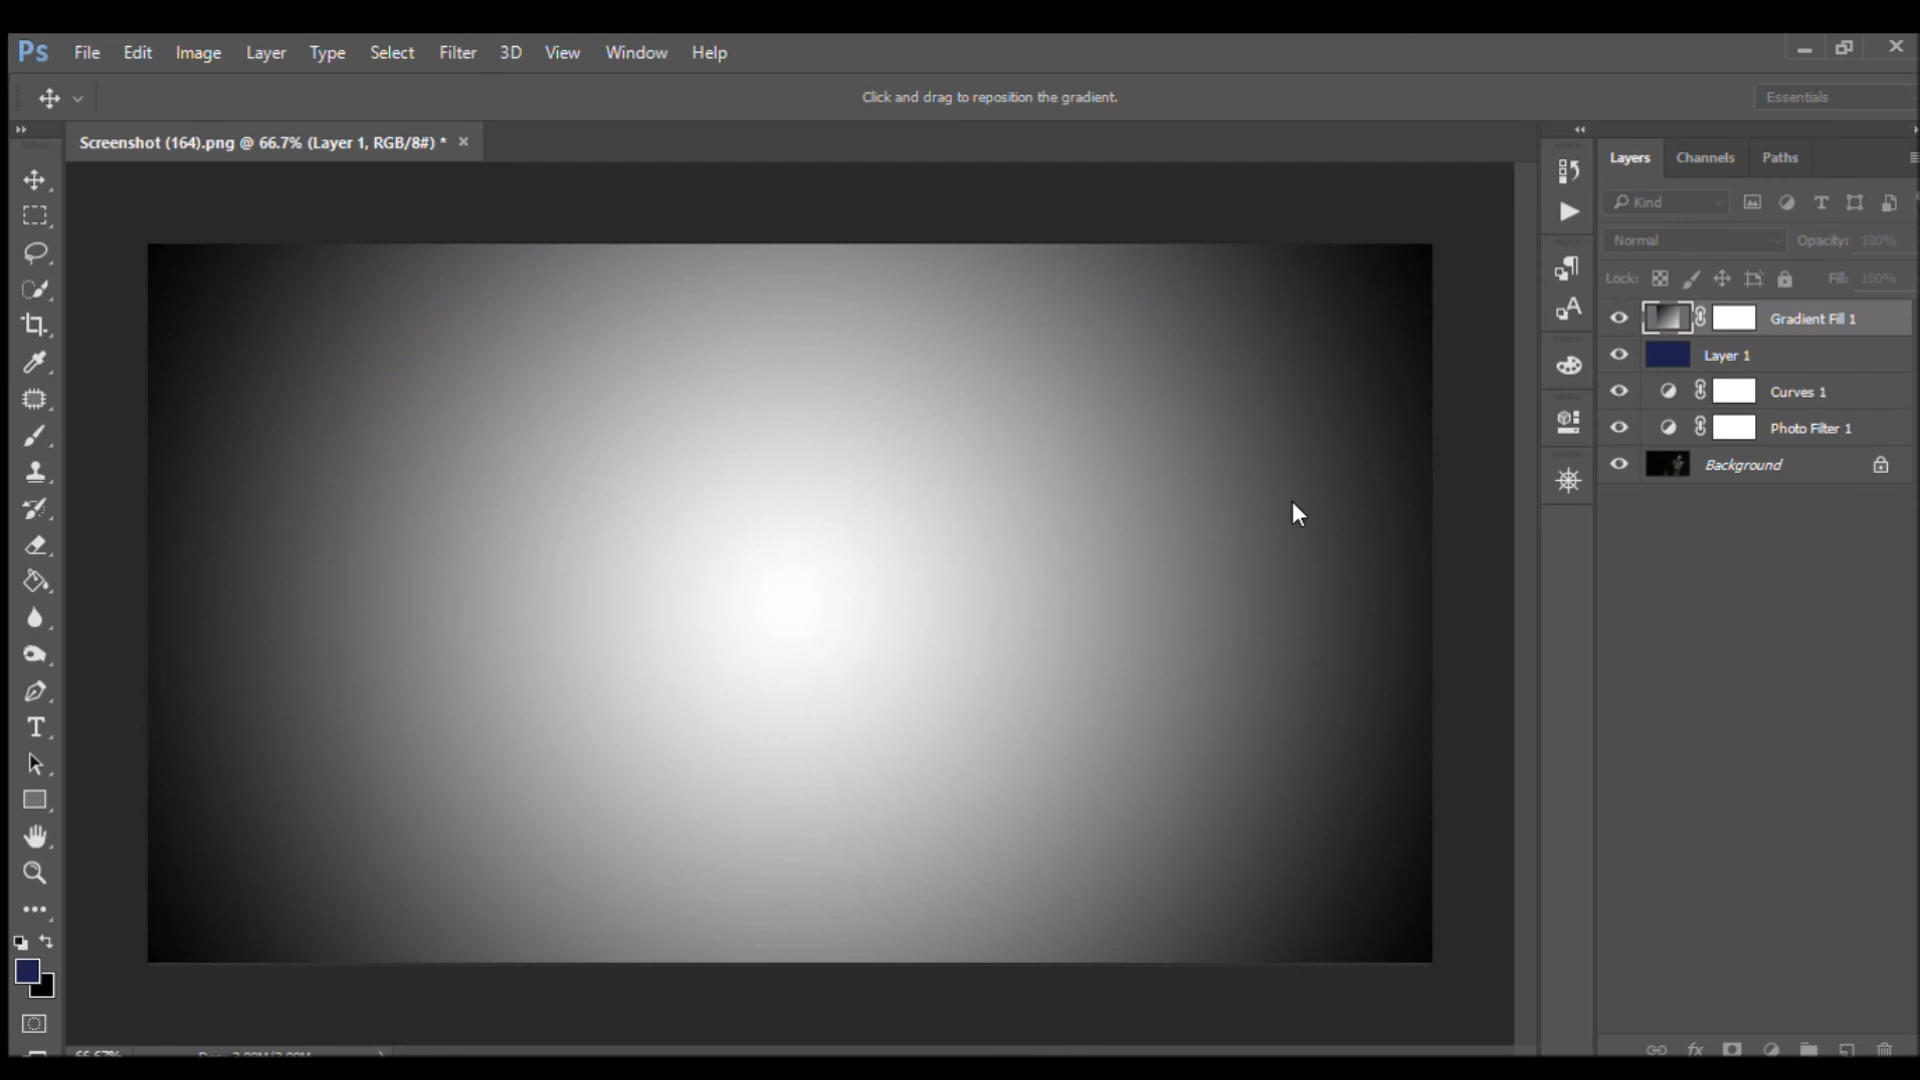 Ps File Edit Image Layer Type Select Filter 3D View Window Help
Click and drag to reposition the gradient.
Essentials
Screenshot (164).png @ 66.7% (Layer 1, RGB/8#) *
Layers Channels Paths
Kind
Normal Opacity: 100%
Lock: Fill: 100%
Gradient Fill 1
Layer 1
Curves 1
Photo Filter 1
Background
66.67%